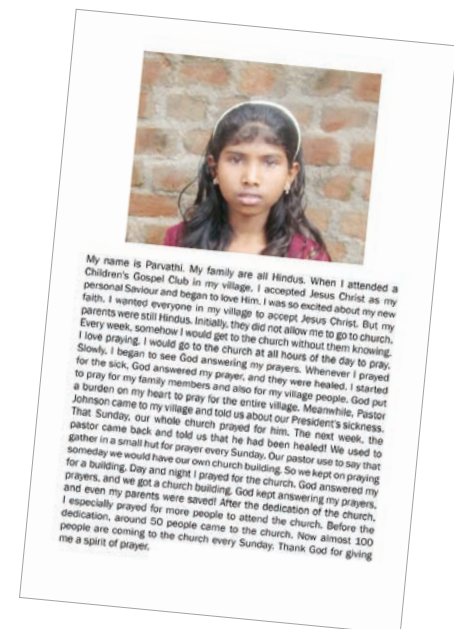 My name is Parvathi. My family are all Hindus. When I attended a
Children's Gospel Club in my village, I accepted Jesus Christ as my
personal Saviour and began to love Him. I was so excited about my new
faith. I wanted everyone in my village to accept Jesus Christ. But my
parents were still Hindus. Initially, they did not allow me to go to church.
Every week, somehow I would get to the church without them knowing.
I love praying. I would go to the church at all hours of the day to pray.
Slowly, I began to see God answering my prayers. Whenever I prayed
for the sick, God answered my prayer, and they were healed. I started
to pray for my family members and also for my village people. God put
a burden on my heart to pray for the entire village. Meanwhile, Pastor
Johnson came to my village and told us about our President's sickness.
That Sunday, our whole church prayed for him. The next week, the
pastor came back and told us that he had been healed! We used to
gather in a small hut for prayer every Sunday. Our pastor use to say that
someday we would have our own church building. So we kept on praying
for a building. Day and night I prayed for the church. God answered my
prayers, and we got a church building. God kept answering my prayers,
and even my parents were saved! After the dedication of the church,
I especially prayed for more people to attend the church. Before the
dedication, around 50 people came to the church. Now almost 100
people are coming to the church every Sunday. Thank God for giving
me a spirit of prayer.